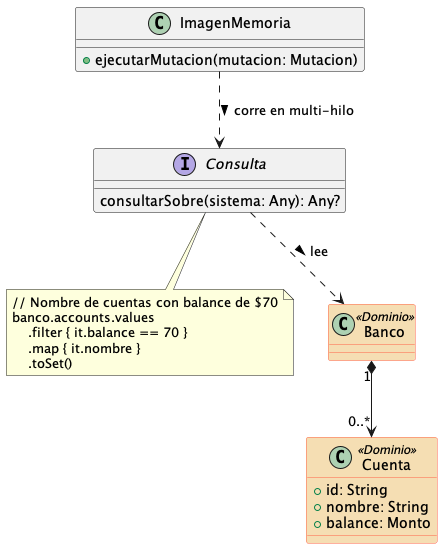 C ImagenMemoria
ejecutarMutacion(mutacion: Mutacion)
corre en multi-hilo
I Consulta
consultarSobre(sistema: Any): Any?
lee
// Nombre de cuentas con balance de $70
banco.accounts.values
.filter { it.balance == 70 }
.map { it.nombre }
.toSet()
«Dominio»
C Banco
1
0..*
«Dominio»
C Cuenta
id: String
nombre: String
balance: Monto